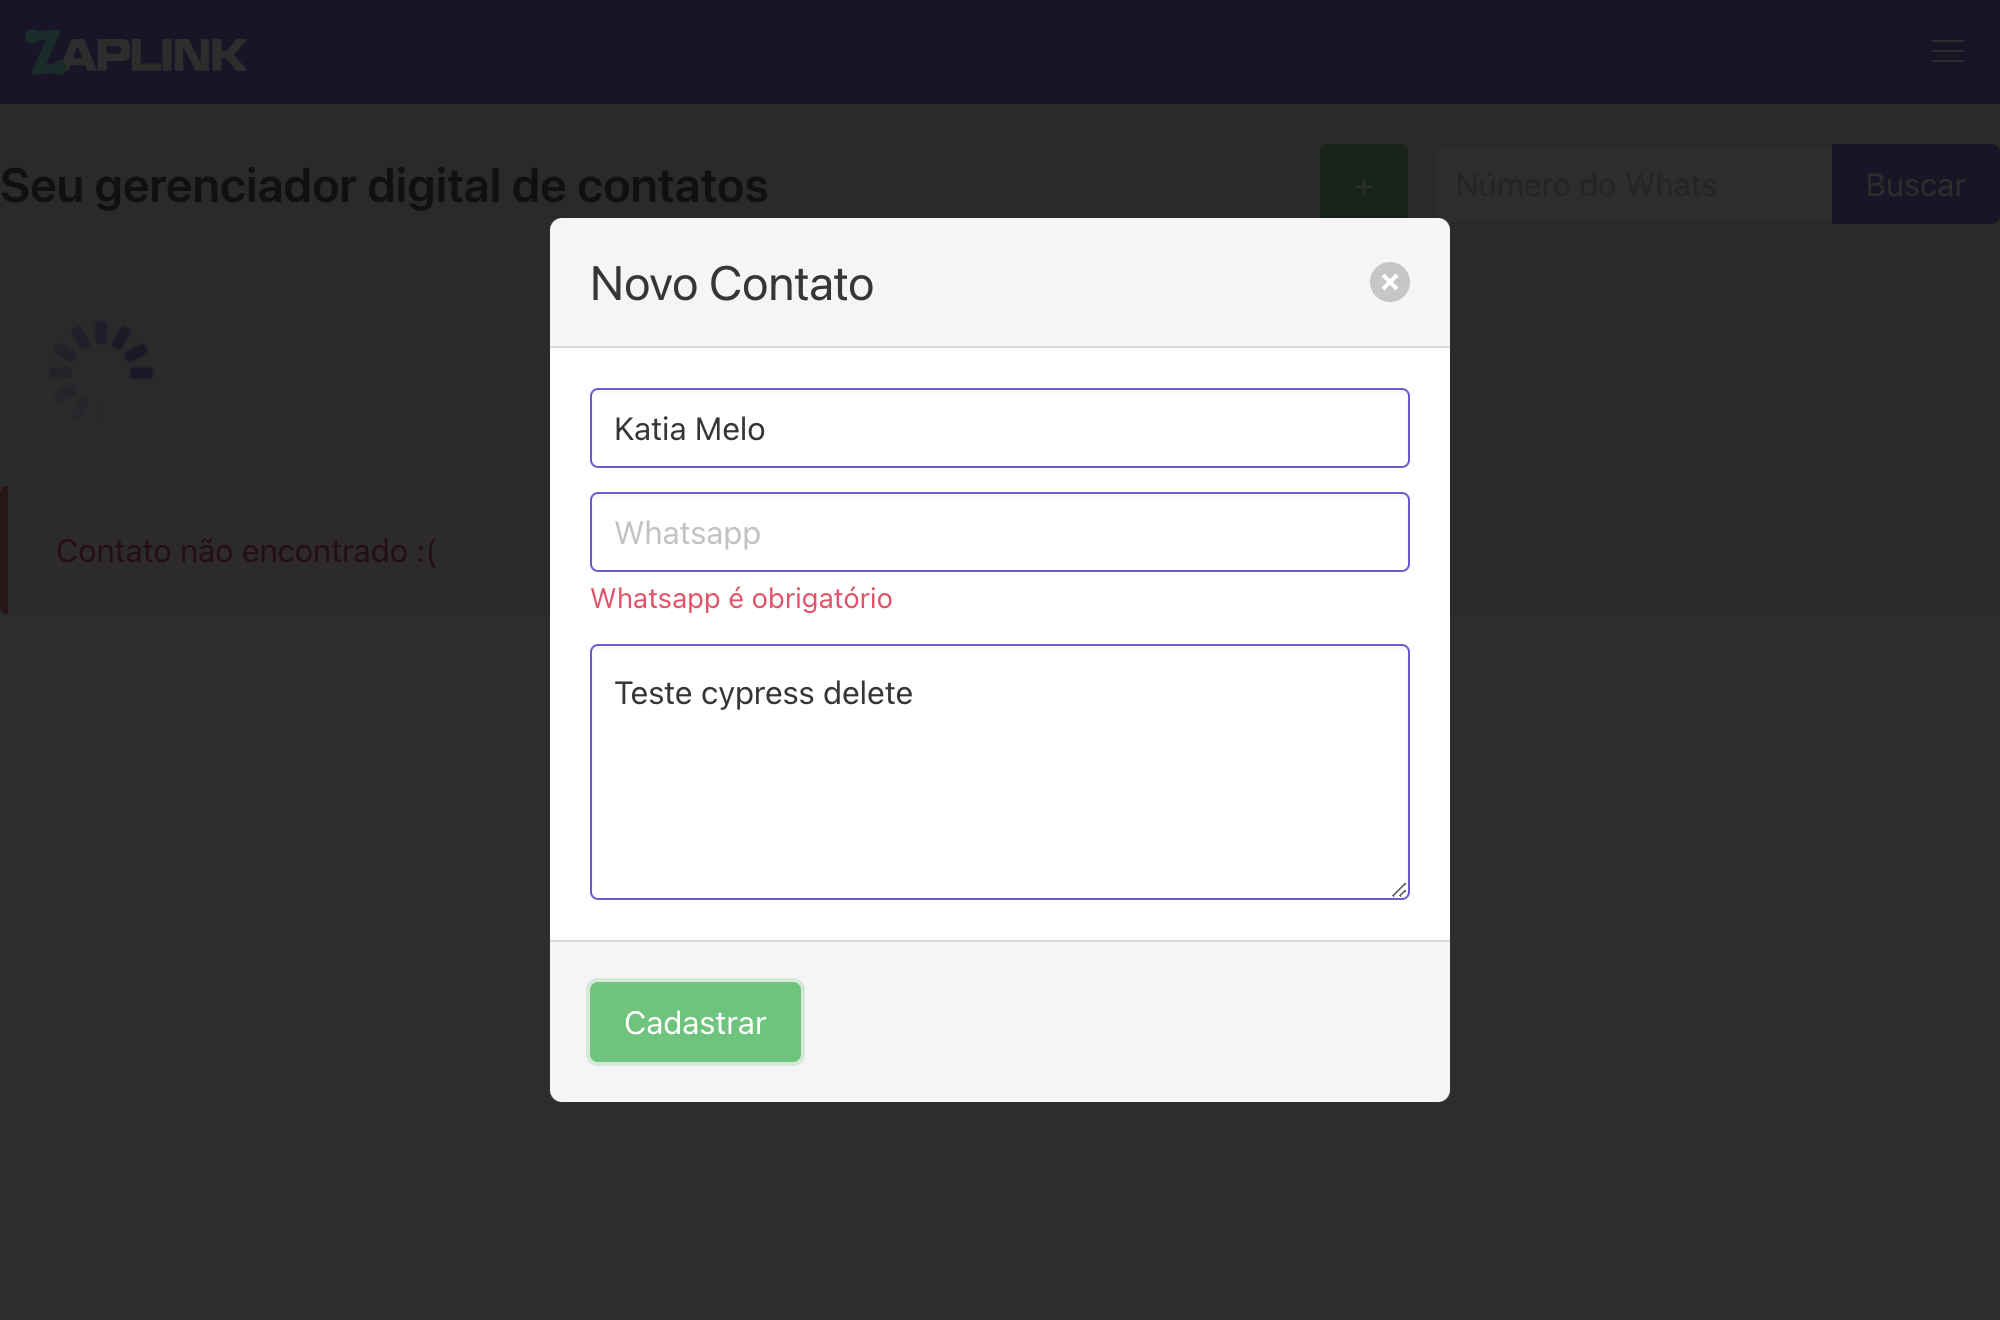 ZAPLINK
Seu gerenciador digital de contatos
+
Número do Whats
Buscar
Novo Contato
Katia Melo
Whatsapp
Whatsapp é obrigatório
Contato não encontrado :(
Teste cypress delete
Cadastrar